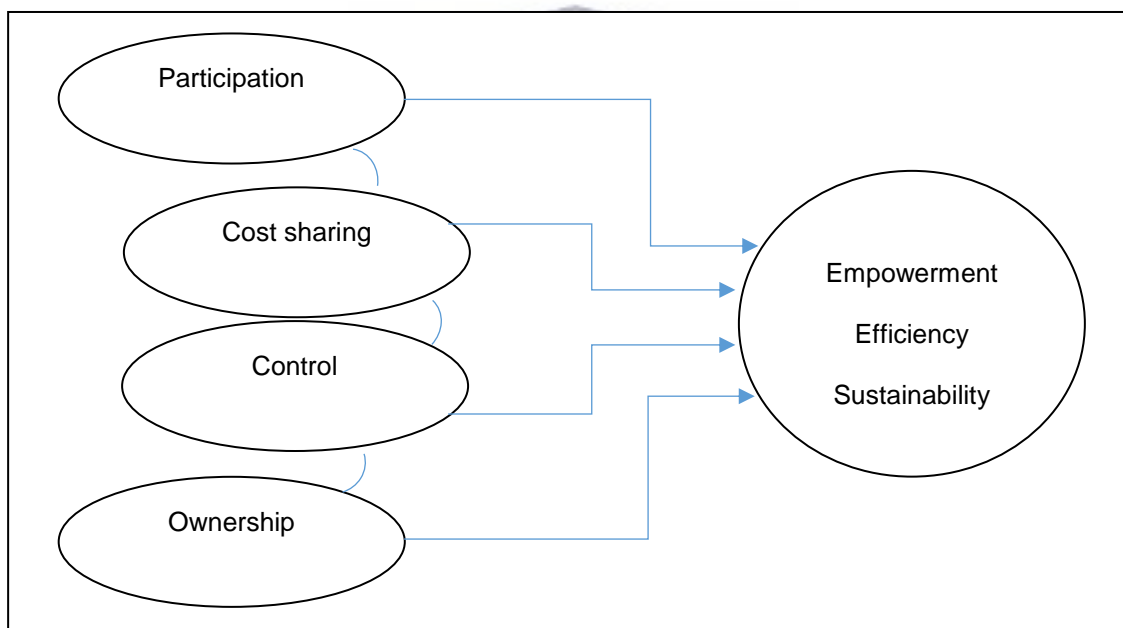 Participation
Cost sharing
Control
Ownership
Empowerment
Efficiency
Sustainability